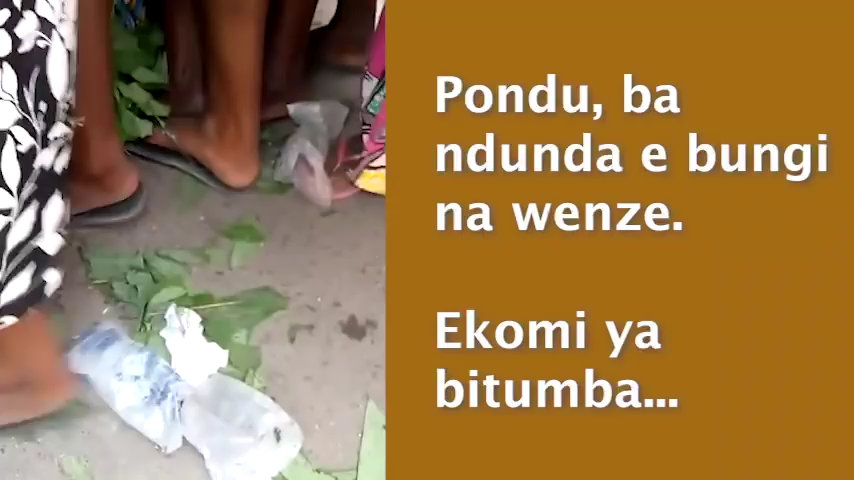 Pondu, ba
ndunda e bungi
na wenze.
Ekomi ya
bitumba...